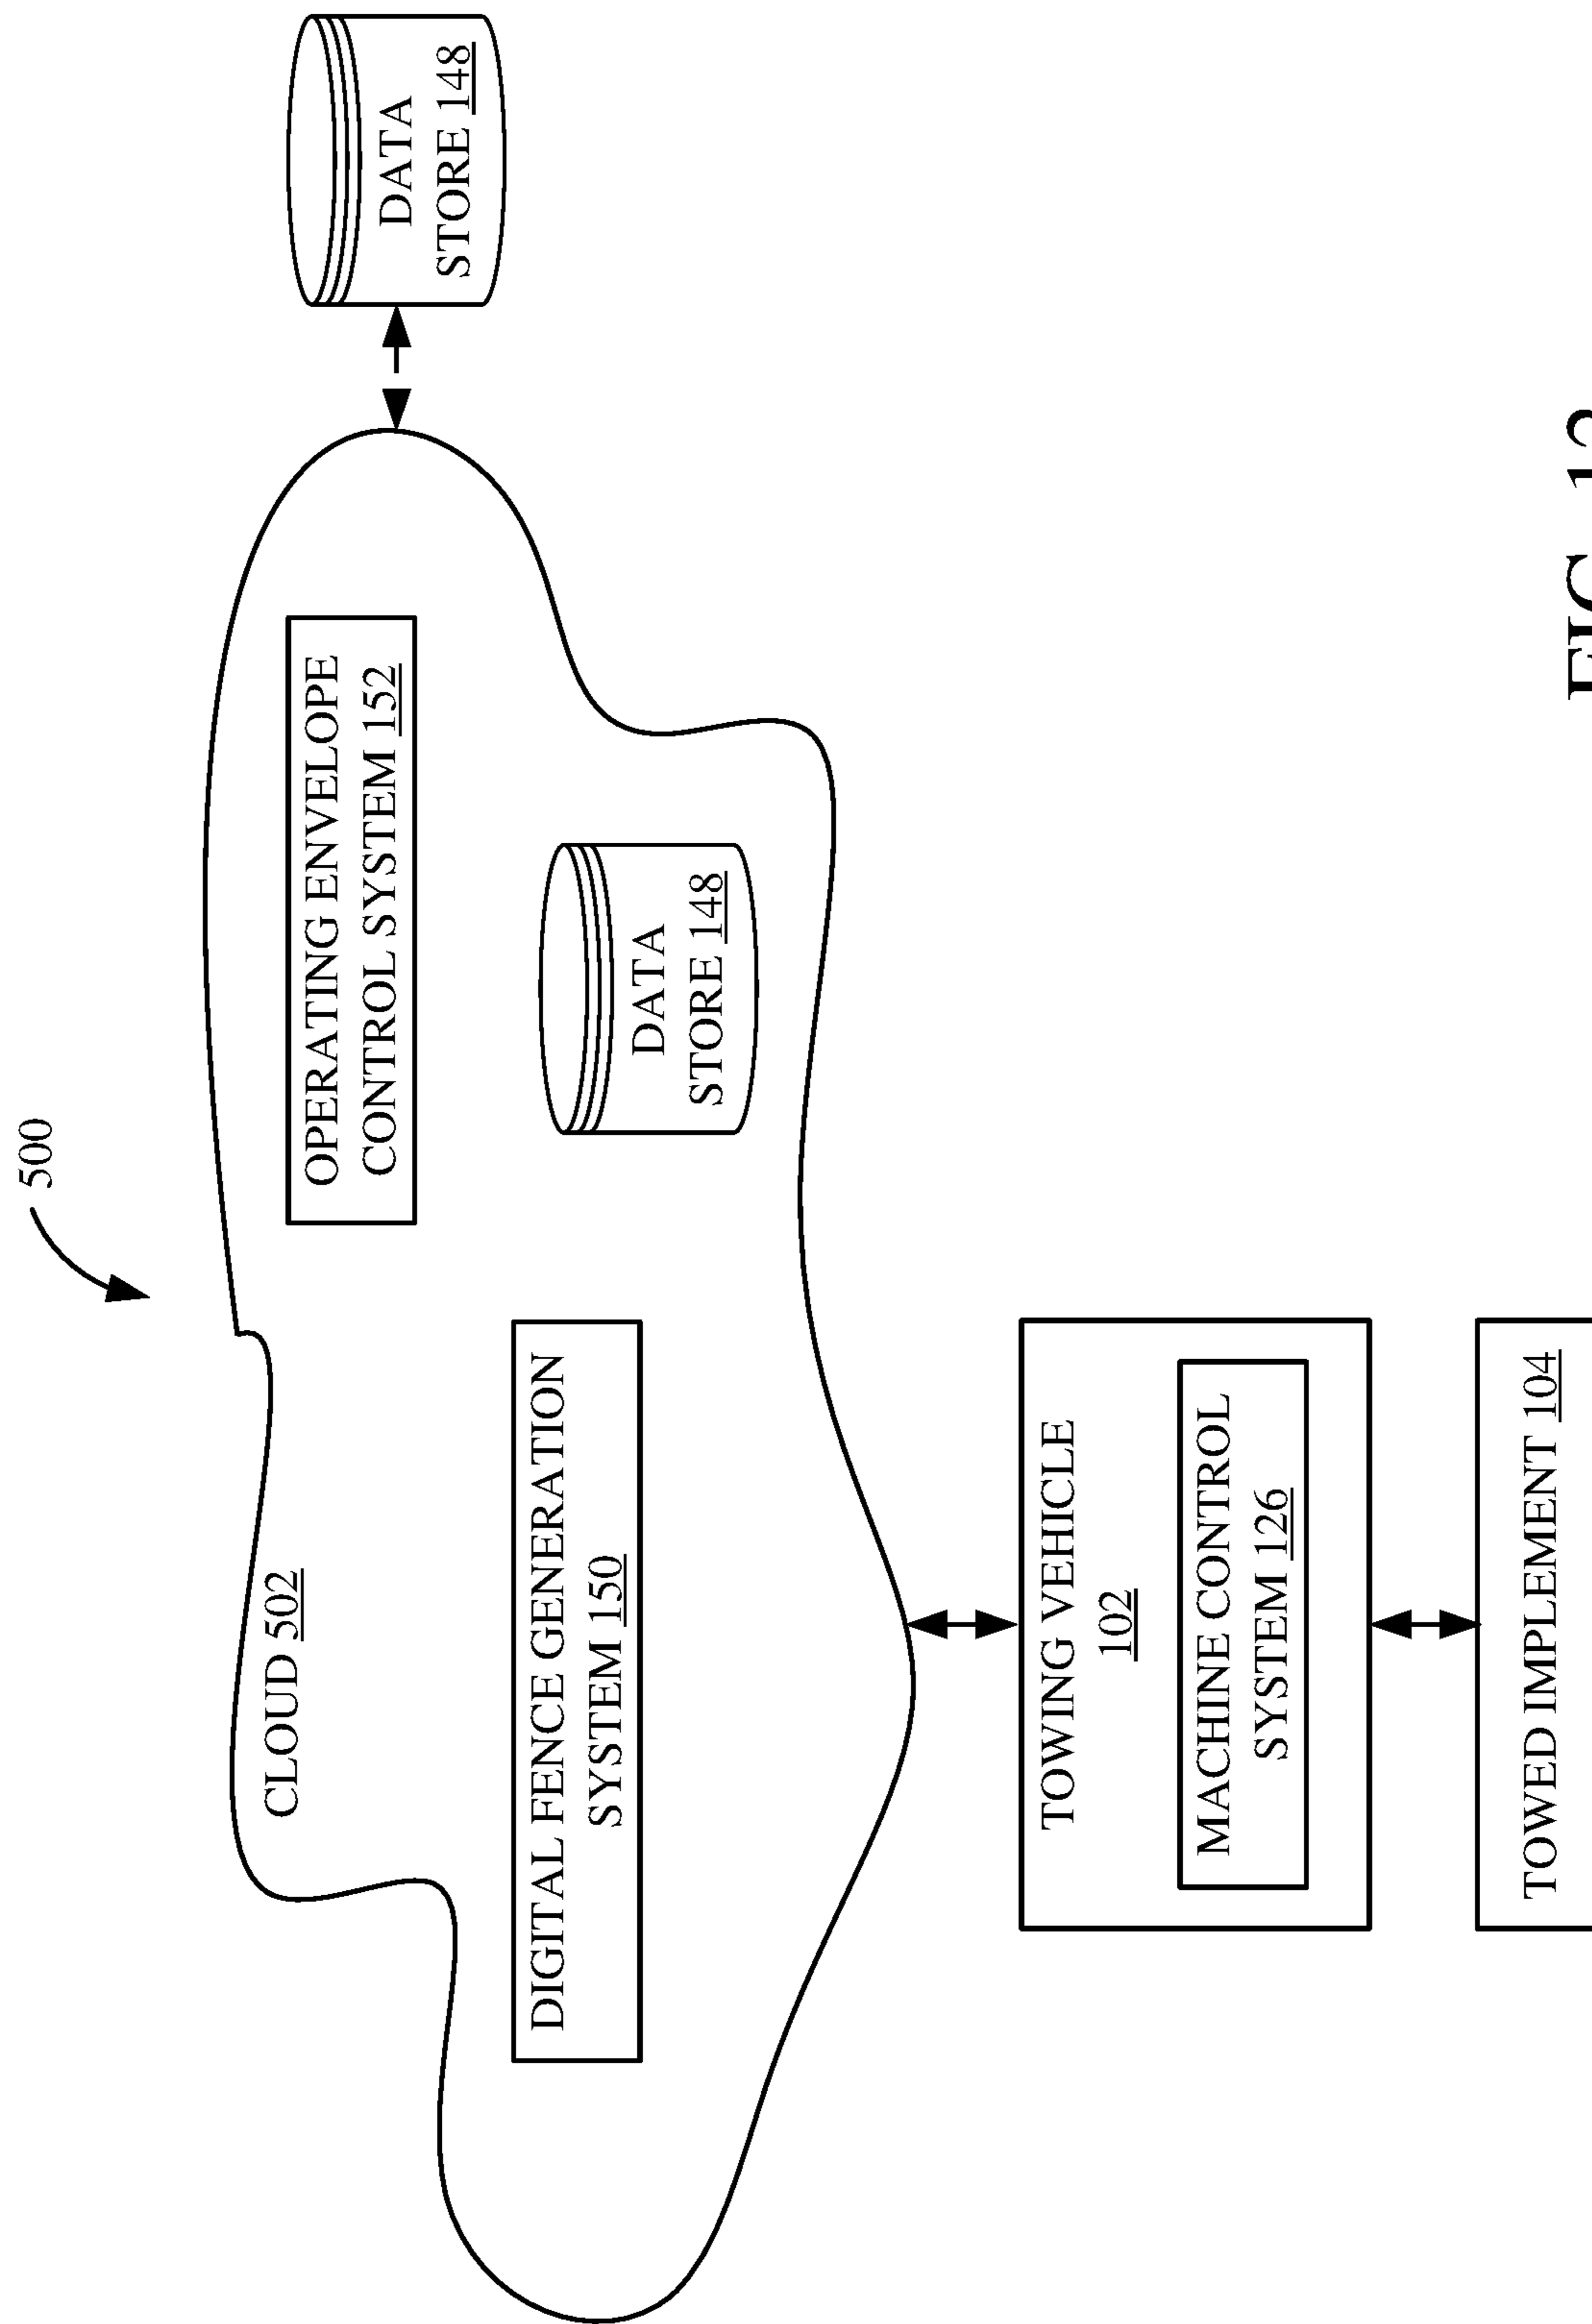 500
CLOUD 502
OPERATING ENVELOPE
CONTROL SYSTEM 152
DATA
STORE 148
DIGITAL FENCE GENERATION
SYSTEM 150
DATA
STORE 148
TOWING VEHICLE
102
MACHINE CONTROL
SYSTEM 126
TOWED IMPLEMENT 104
FIG